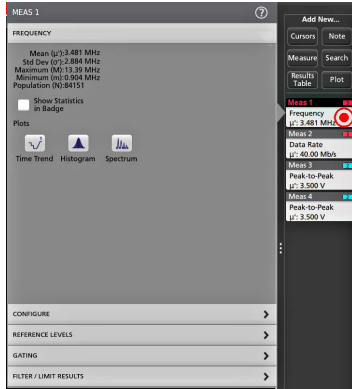 MEAS 1
?
FREQUENCY
Mean (µ'):3.481 MHz
Std Dev (σ'):2.884 MHz
Maximum (M):13.39 MHz
Minimum (m):0.904 MHz
Population (N):84151
Show Statistics
in Badge
Plots
Time Trend
Histogram
Spectrum
CONFIGURE
REFERENCE LEVELS
GATING
FILTER / LIMIT RESULTS
Add New...
Cursors
Note
Measure
Search
Results
Table
Plot
Meas 1
Frequency
µ': 3.481 MHz
Meas 2
Data Rate
µ': 40.00 Mb/s
Meas 3
Peak-to-Peak
µ': 3.500 V
Meas 4
Peak-to-Peak
µ': 3.500 V